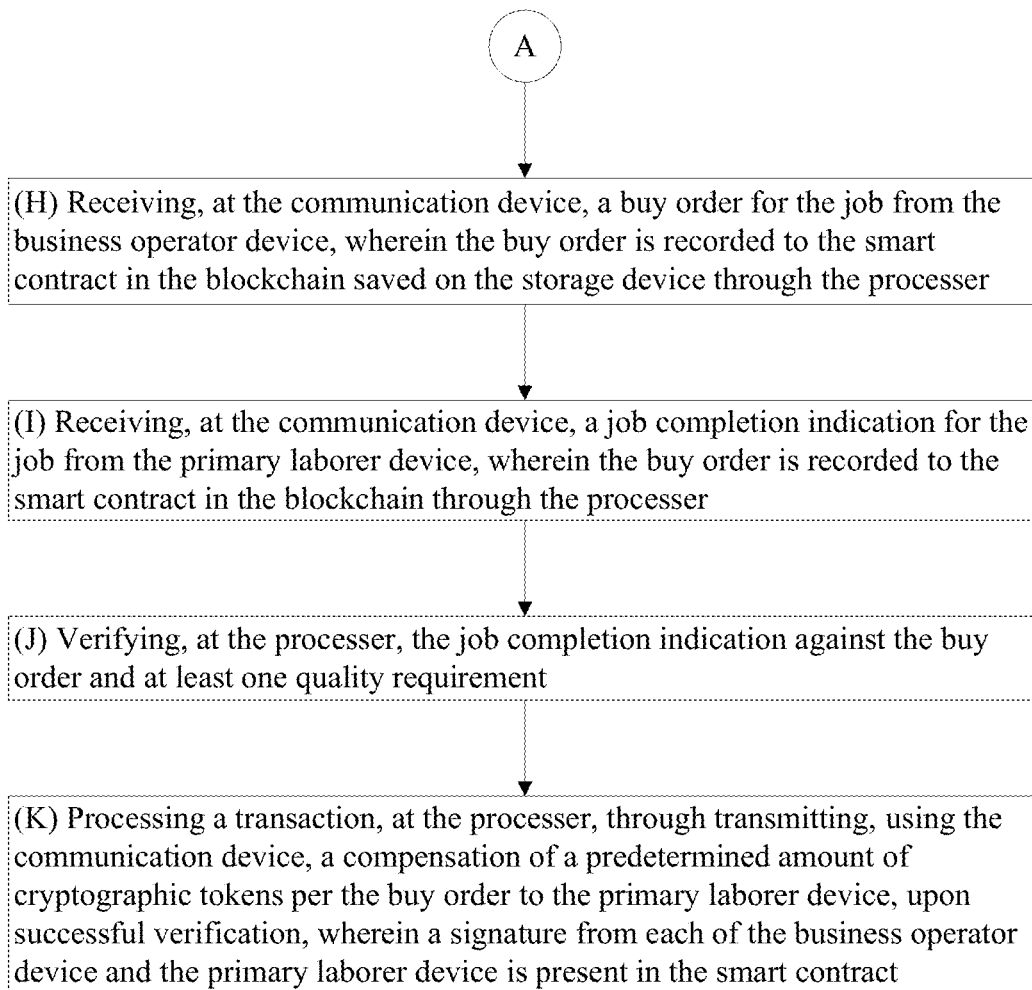 A
(H) Receiving, at the communication device, a buy order for the job from the
business operator device, wherein the buy order is recorded to the smart
contract in the blockchain saved on the storage device through the processer
(I) Receiving, at the communication device, a job completion indication for the
job from the primary laborer device, wherein the buy order is recorded to the
smart contract in the blockchain through the processer
(J) Verifying, at the processer, the job completion indication against the buy
order and at least one quality requirement
(K) Processing a transaction, at the processer, through transmitting, using the
communication device, a compensation of a predetermined amount of
cryptographic tokens per the buy order to the primary laborer device, upon
successful verification, wherein a signature from each of the business operator
device and the primary laborer device is present in the smart contract